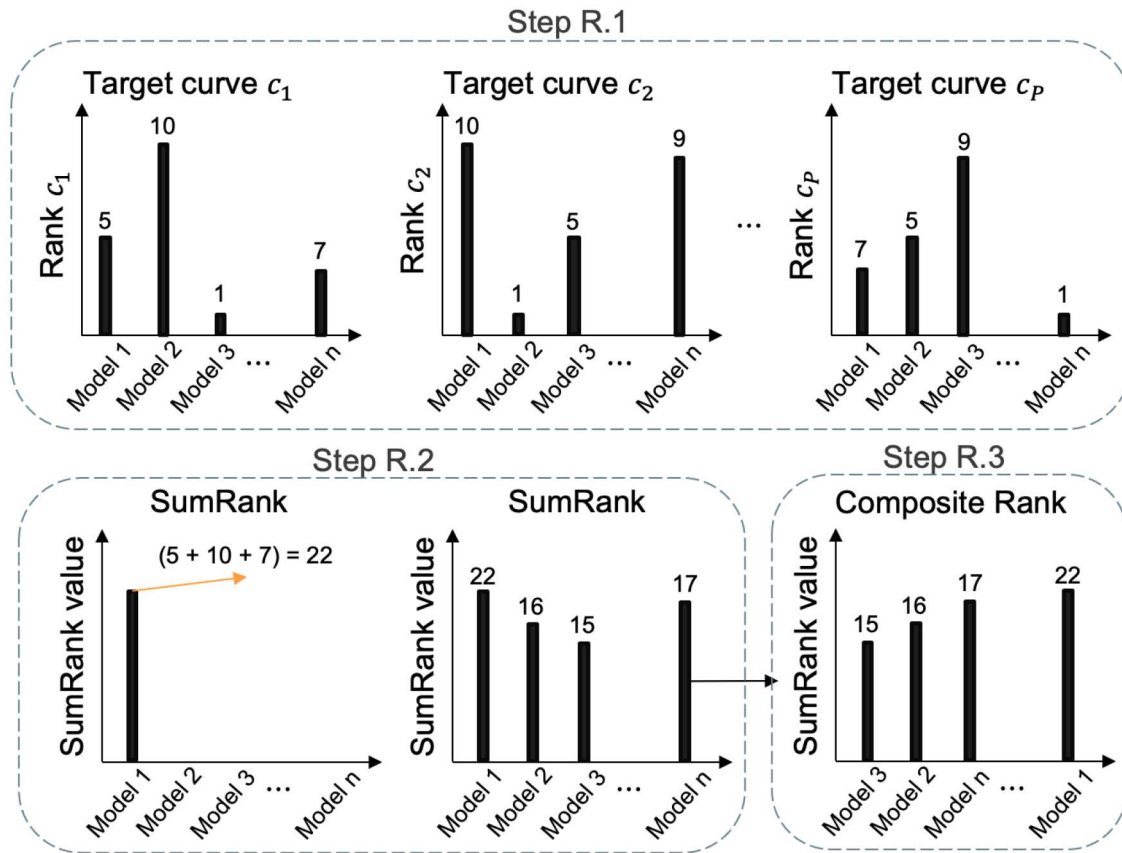 Step R.1
Target curve c₁
Rank c₁
5
10
1
7
Model 1
Model 2
Model 3
...
Model n
Target curve c₂
Rank c₂
10
1
5
9
Model 1
Model 2
Model 3
...
Model n
...
Target curve c_P
Rank c_P
7
5
9
1
Model 1
Model 2
Model 3
...
Model n
Step R.2
SumRank
SumRank value
(5 + 10 + 7) = 22
Model 1
Model 2
Model 3
...
Model n
SumRank
SumRank value
22
16
15
17
Model 1
Model 2
Model 3
...
Model n
Step R.3
Composite Rank
SumRank value
15
16
17
22
Model 3
Model 2
Model n
...
Model 1